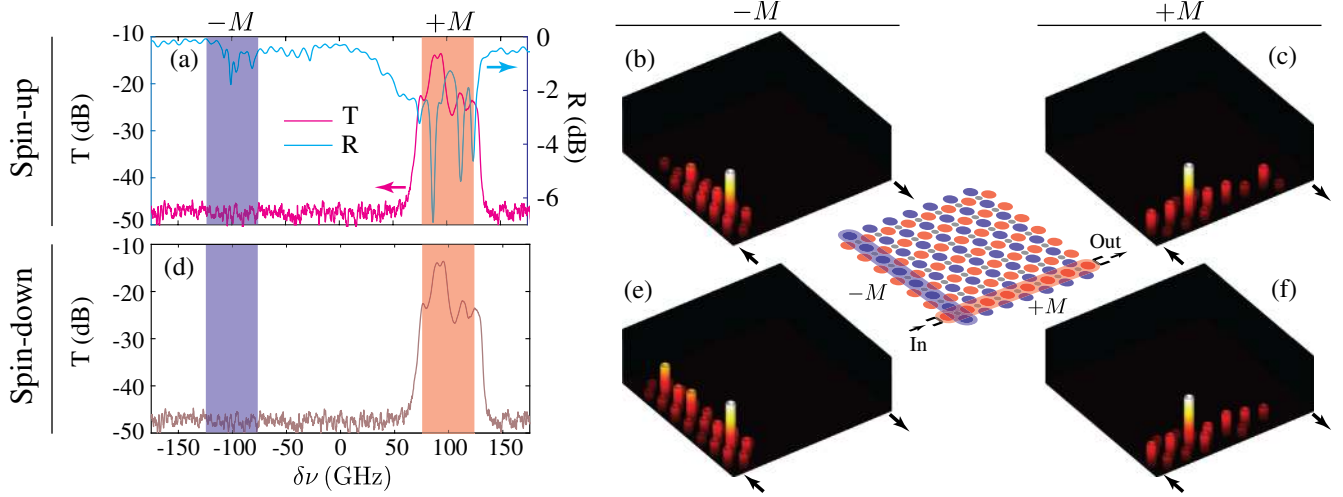 −M
+M
−M
+M
Spin-up
T (dB)
-10
-20
-30
-40
-50
(a)
T
R
0
-2
-4
-6
R (dB)
(b)
(c)
Spin-down
T (dB)
-10
-20
-30
-40
-50
(d)
-150
-100
-50
0
50
100
150
δν (GHz)
(e)
−M
+M
In
Out
(f)